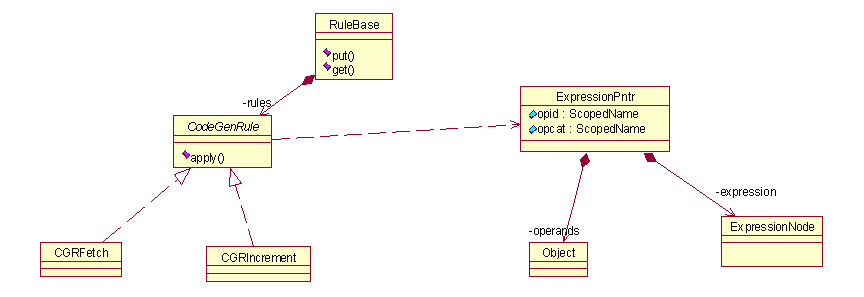 RuleBase
put()
get()
-rules
CodeGenRule
apply()
ExpressionPntr
opid : ScopedName
opcat : ScopedName
-expression
-operands
ExpressionNode
CGRFetch
CGRIncrement
Object